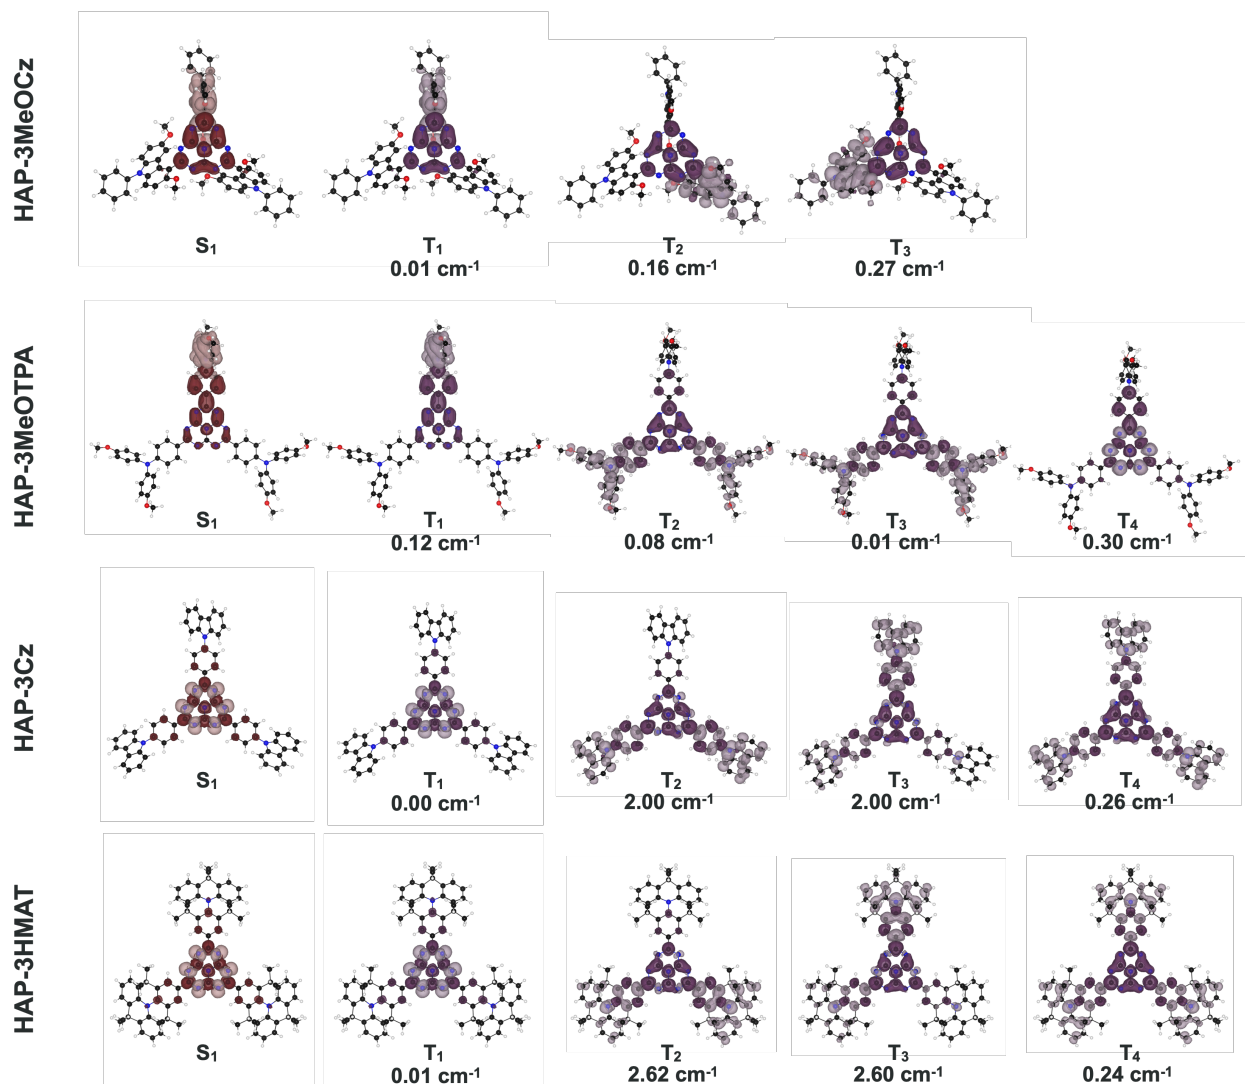 HAP-3MeOCz
S₁
T₁
T₂
T₃
0.01 cm⁻¹
0.16 cm⁻¹
0.27 cm⁻¹
HAP-3MeOTPA
S₁
T₁
T₂
T₃
T₄
0.12 cm⁻¹
0.08 cm⁻¹
0.01 cm⁻¹
0.30 cm⁻¹
HAP-3Cz
S₁
T₁
T₂
T₃
T₄
0.00 cm⁻¹
2.00 cm⁻¹
2.00 cm⁻¹
0.26 cm⁻¹
HAP-3HMAT
S₁
T₁
T₂
T₃
T₄
0.01 cm⁻¹
2.62 cm⁻¹
2.60 cm⁻¹
0.24 cm⁻¹